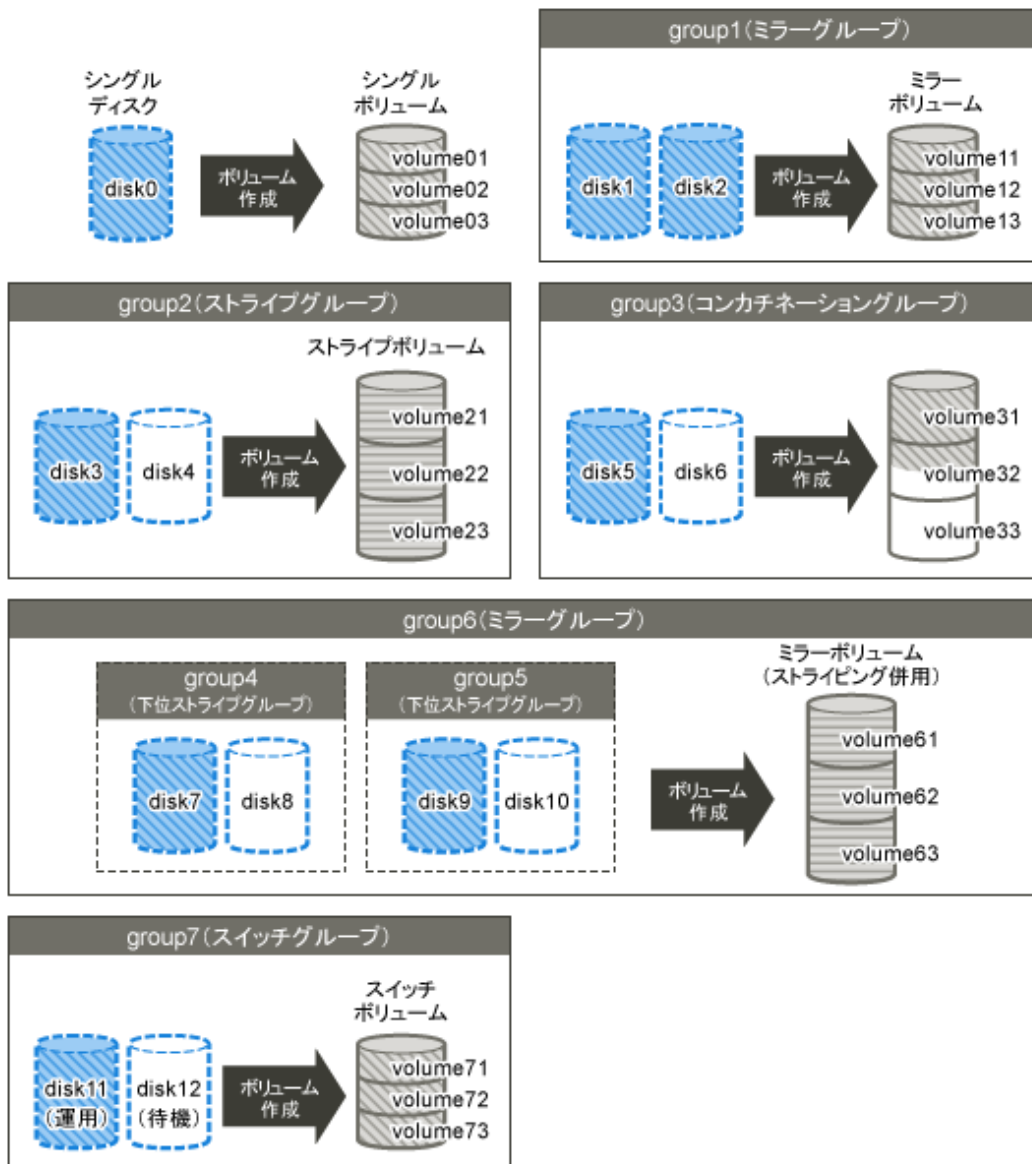 シングル
ディスク
disk0
ボリューム
作成
シングル
ボリューム
volume01
volume02
volume03
group1(ミラーグループ)
disk1
disk2
ボリューム
作成
ミラー
ボリューム
volume11
volume12
volume13
group2(ストライプグループ)
disk3
disk4
ボリューム
作成
ストライプボリューム
volume21
volume22
volume23
group3(コンカチネーショングループ)
disk5
disk6
ボリューム
作成
volume31
volume32
volume33
group6(ミラーグループ)
group4
(下位ストライプグループ)
disk7
disk8
group5
(下位ストライプグループ)
disk9
disk10
ボリューム
作成
ミラーボリューム
(ストライピング併用)
volume61
volume62
volume63
group7(スイッチグループ)
disk11
(運用)
disk12
(待機)
ボリューム
作成
スイッチ
ボリューム
volume71
volume72
volume73